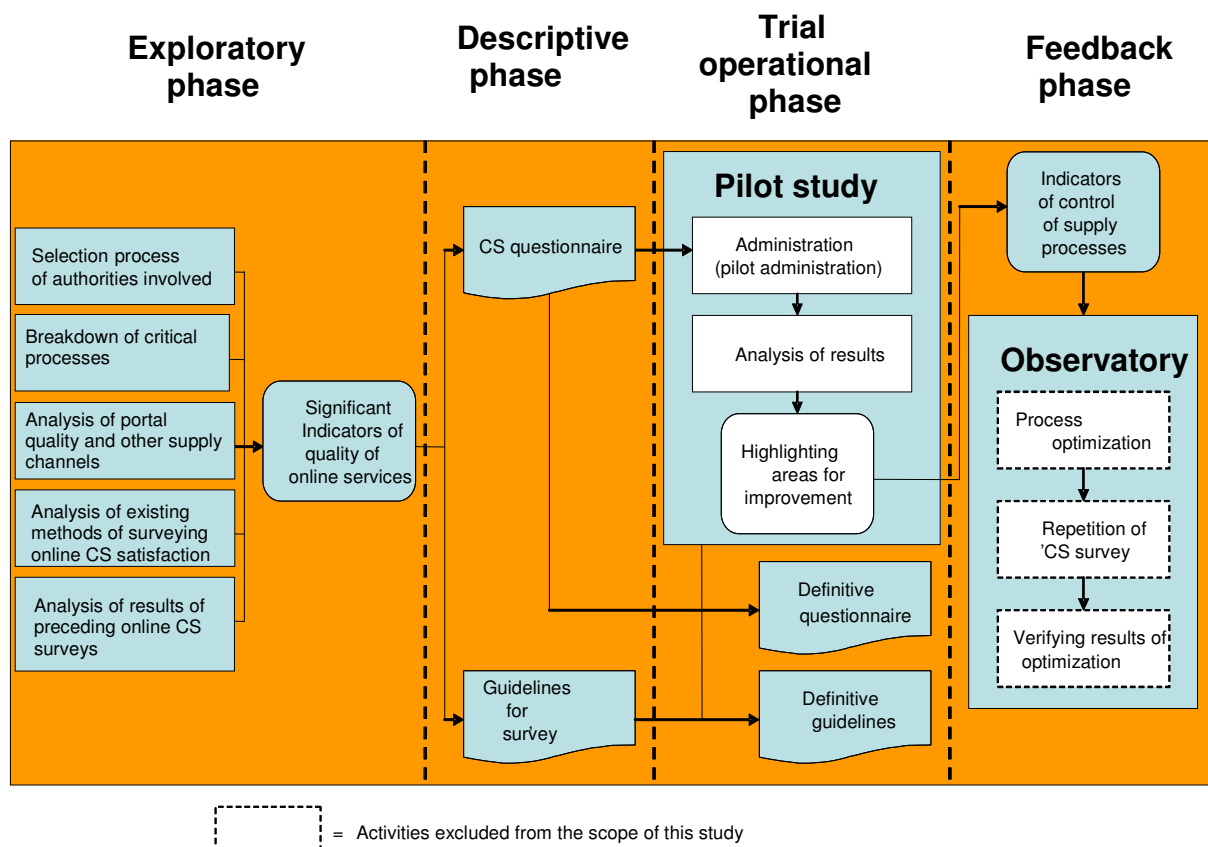 Exploratory
phase
Descriptive
phase
Trial
operational
phase
Feedback
phase
Selection process
of authorities involved
Breakdown of critical
processes
Analysis of portal
quality and other supply
channels
Analysis of existing
methods of surveying
online CS satisfaction
Analysis of results of
preceding online CS
surveys
Significant
Indicators of
quality of
online services
CS questionnaire
Guidelines
for
survey
Pilot study
Administration
(pilot administration)
Analysis of results
Highlighting
areas for
improvement
Definitive
questionnaire
Definitive
guidelines
Indicators
of control
of supply
processes
Observatory
Process
optimization
Repetition of
'CS survey
Verifying results of
optimization
= Activities excluded from the scope of this study